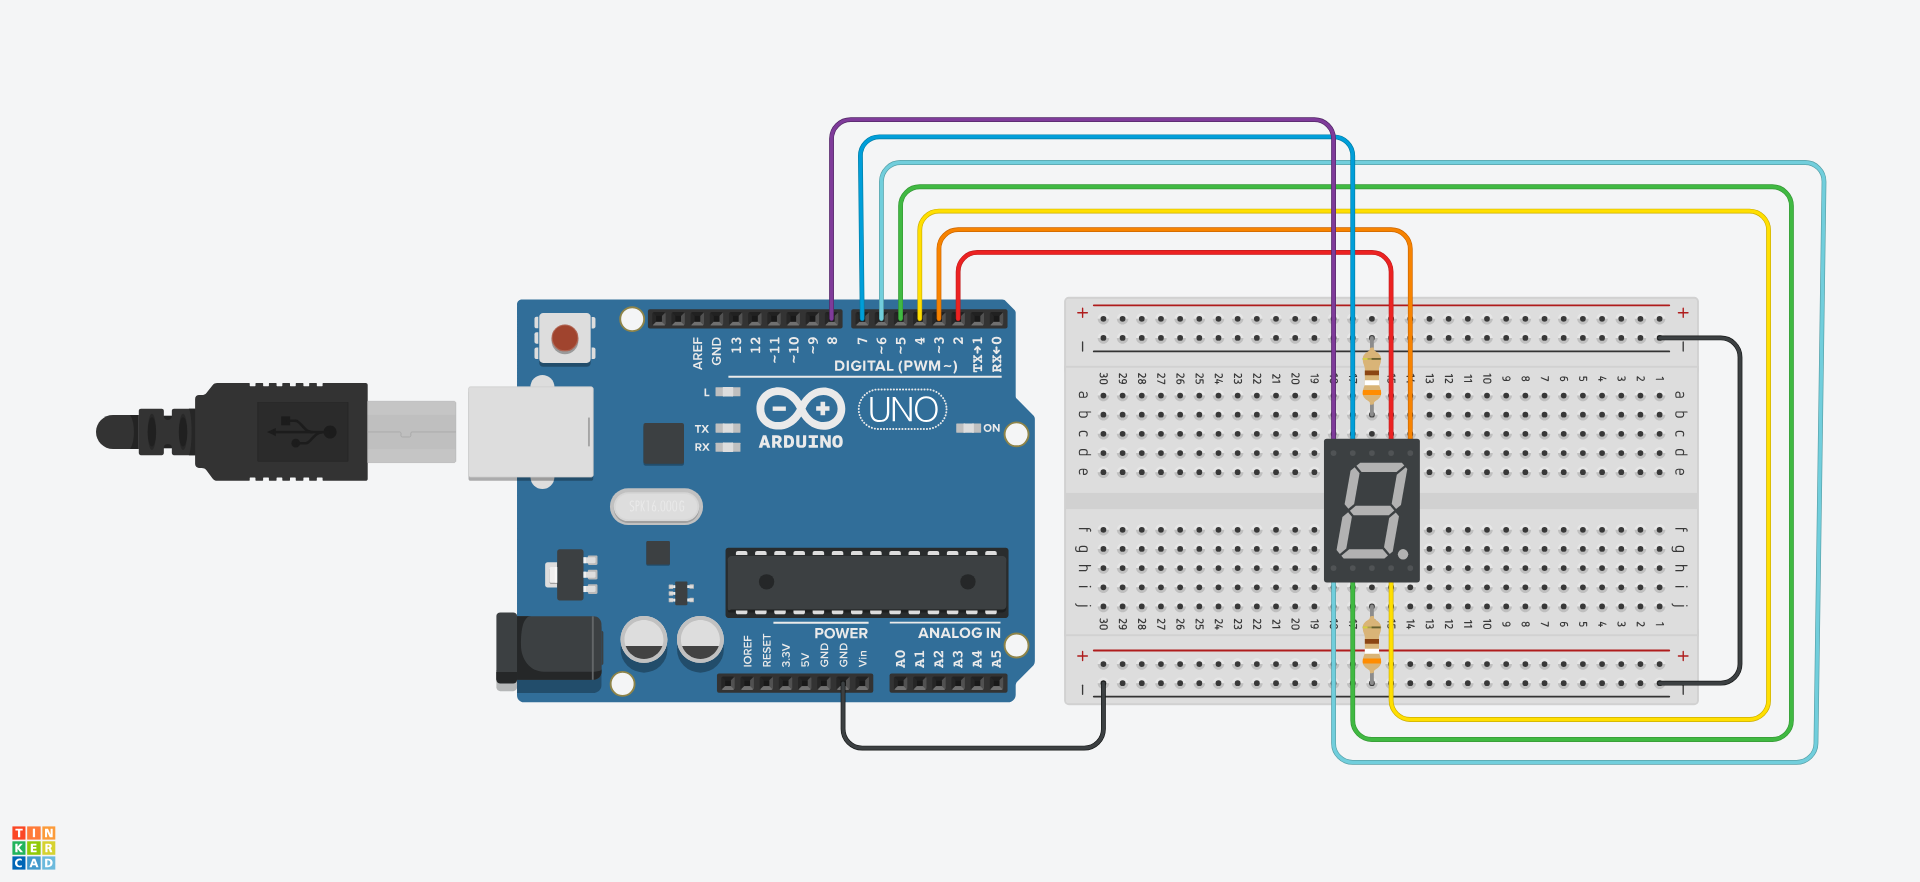 AREF
GND
13
12
~11
~10
~9
8
7
~6
~5
4
~3
2
TX→1
RX←0
DIGITAL (PWM~)
L
TX
RX
ARDUINO
UNO
ON
SPK16.000G
IOREF
RESET
3.3V
5V
GND
GND
Vin
POWER
ANALOG IN
A0
A1
A2
A3
A4
A5
+ +
− −
30 29 28 27 26 25 24 23 22 21 20 19 18 17 15 14 13 12 11 10 9 8 7 6 5 4 3 2 1
a a
b b
c c
d d
e e
f f
g g
h h
i i
j j
30 29 28 27 26 25 24 23 22 21 20 19 18 17 15 14 13 12 11 10 9 8 7 6 5 4 3 2 1
+ +
− −
TIN
KER
CAD